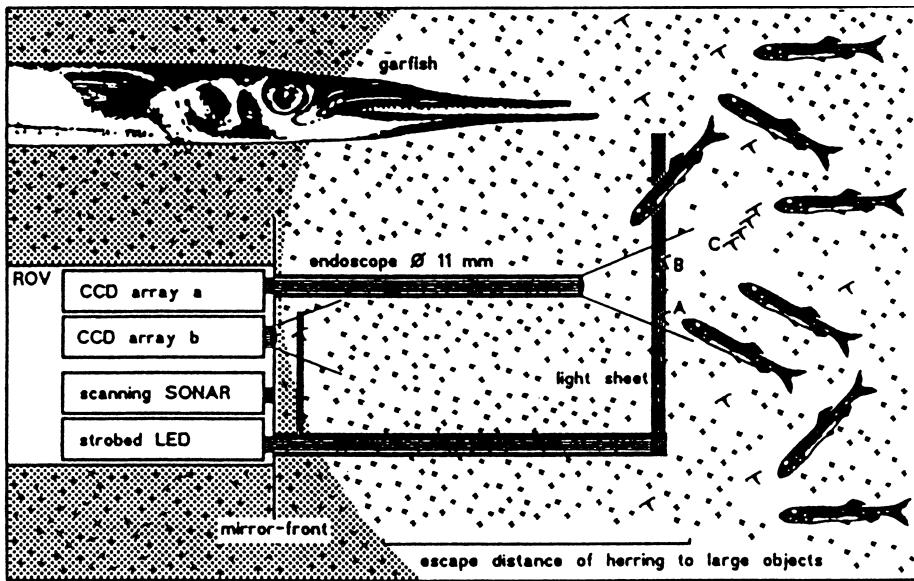 garfish
endoscope Ø 11 mm
ROV
CCD array a
CCD array b
scanning SONAR
strobed LED
C
B
A
light sheet
mirror-front
escape distance of herring to large objects